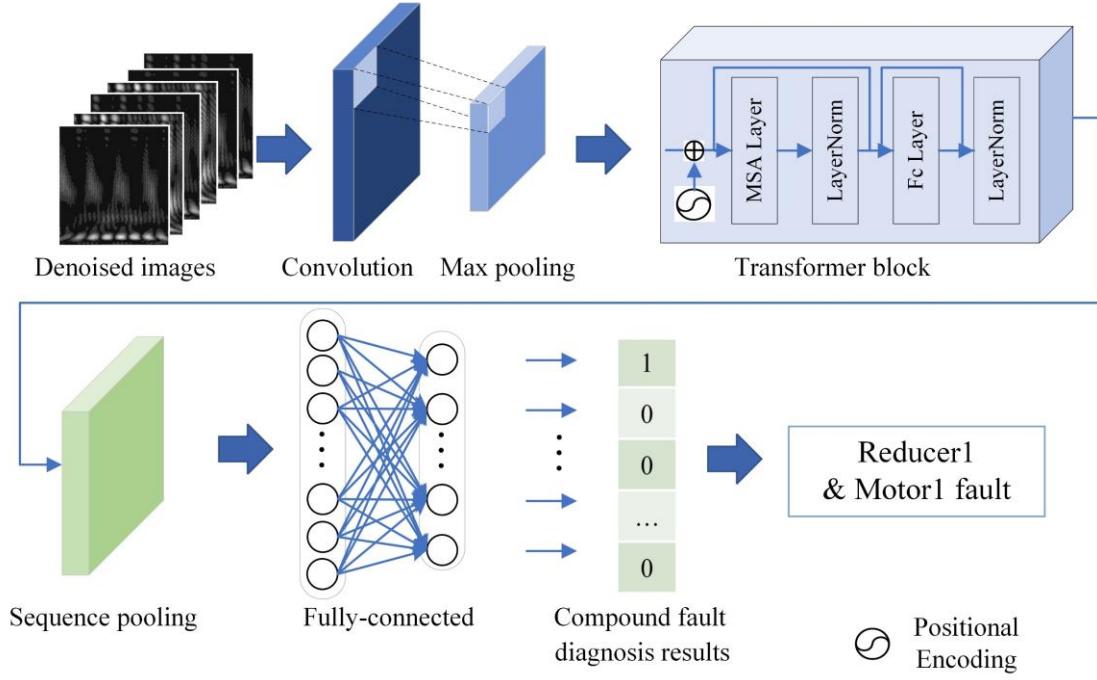 MSA Layer
LayerNorm
Fc Layer
LayerNorm
Denoised images
Convolution
Max pooling
Transformer block
1
0
0
...
0
Reducer1
& Motor1 fault
Sequence pooling
Fully-connected
Compound fault
diagnosis results
Positional
Encoding